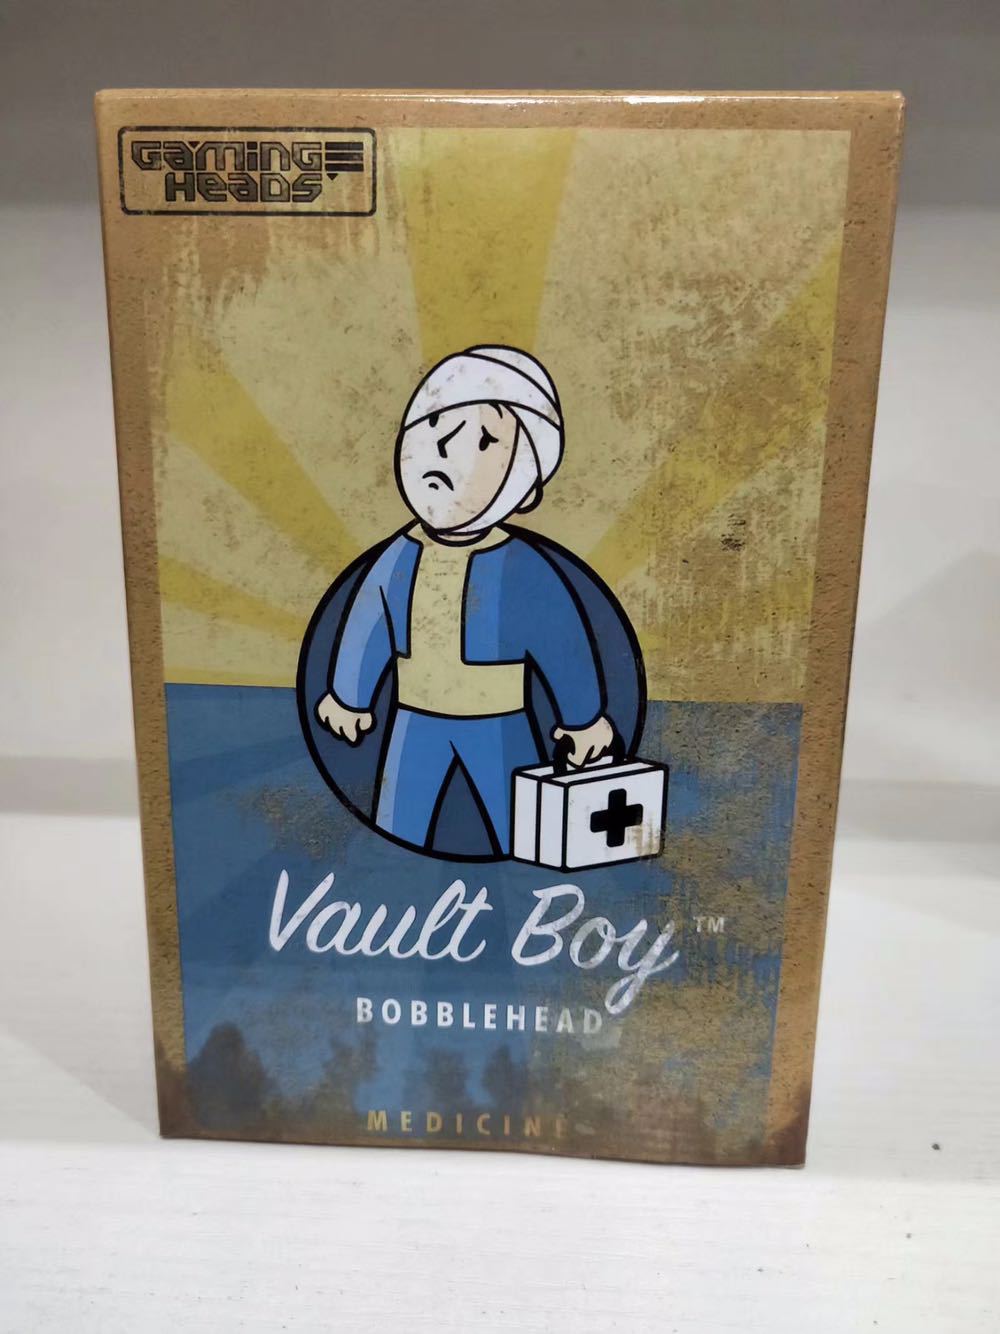 GAMING
HEADS
Vault Boy™
BOBBLEHEAD
MEDICINE